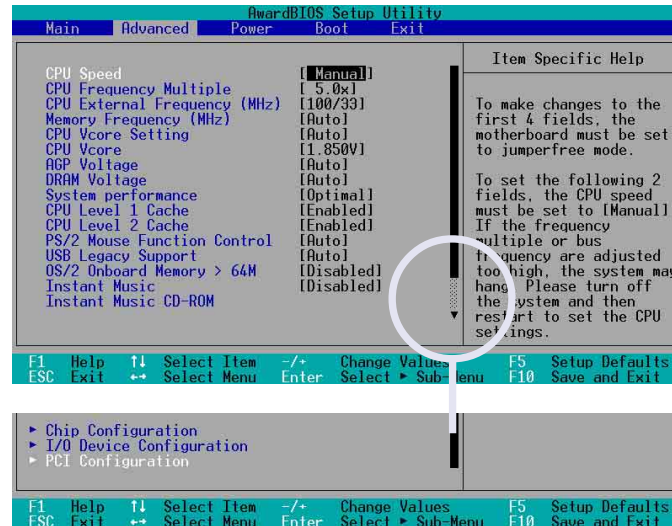 AwardBIOS Setup Utility
Main Advanced Power Boot Exit
Item Specific Help
CPU Speed [ Manual]
CPU Frequency Multiple [ 5.0x]
CPU External Frequency (MHz) [100/33]
Memory Frequency (MHz) [Auto]
CPU Vcore Setting [Auto]
CPU Vcore [1.850V]
AGP Voltage [Auto]
DRAM Voltage [Auto]
System performance [Optimal]
CPU Level 1 Cache [Enabled]
CPU Level 2 Cache [Enabled]
PS/2 Mouse Function Control [Auto]
USB Legacy Support [Auto]
OS/2 Onboard Memory > 64M [Disabled]
Instant Music [Disabled]
Instant Music CD-ROM
To make changes to the
first 4 fields, the
motherboard must be set
to jumperfree mode.
To set the following 2
fields, the CPU speed
must be set to [Manual]
If the frequency
multiple or bus
frequency are adjusted
too high, the system may
hang. Please turn off
the system and then
restart to set the CPU
settings.
F1 Help ↑↓ Select Item -/+ Change Values F5 Setup Defaults
ESC Exit ↔ Select Menu Enter Select ► Sub-Menu F10 Save and Exit
► Chip Configuration
► I/O Device Configuration
► PCI Configuration
F1 Help ↑↓ Select Item -/+ Change Values F5 Setup Defaults
ESC Exit ↔ Select Menu Enter Select ► Sub-Menu F10 Save and Exit